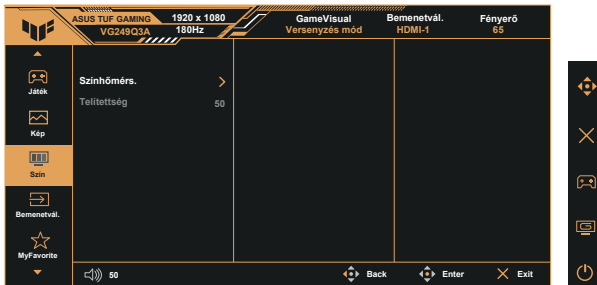 ASUS TUF GAMING 1920 x 1080 GameVisual Bemenetvál. Fényerő
VG249Q3A 180Hz Versenyzés mód HDMI-1 65
Játék
Kép
Szín
Bemenetvál.
MyFavorite
Színhőmérs.
Telítettség 50
50 Back Enter Exit